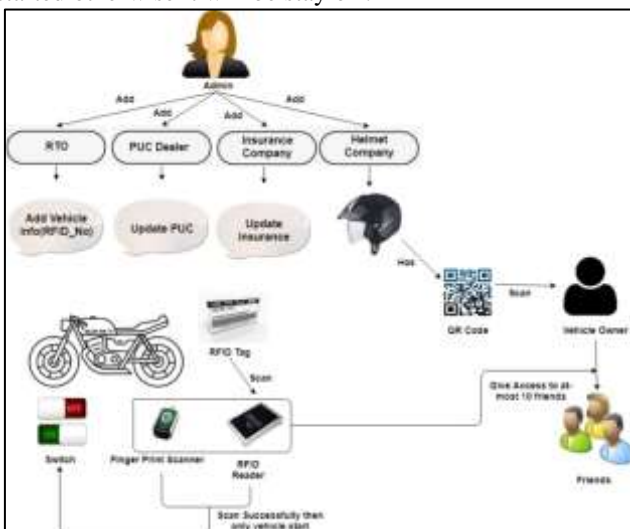 Admin
Add
Add
Add
Add
RTO
PUC Dealer
Insurance
Company
Helmet
Company
Add Vehicle
Info(RFID_No)
Update PUC
Update
Insurance
Has
QR Code
Scan
Vehicle Owner
RFID Tag
Scan
Give Access to at-
most 10 friends
Switch
Finger Print Scanner
RFID
Reader
Friends
Scan Successfully then
only vehicle start